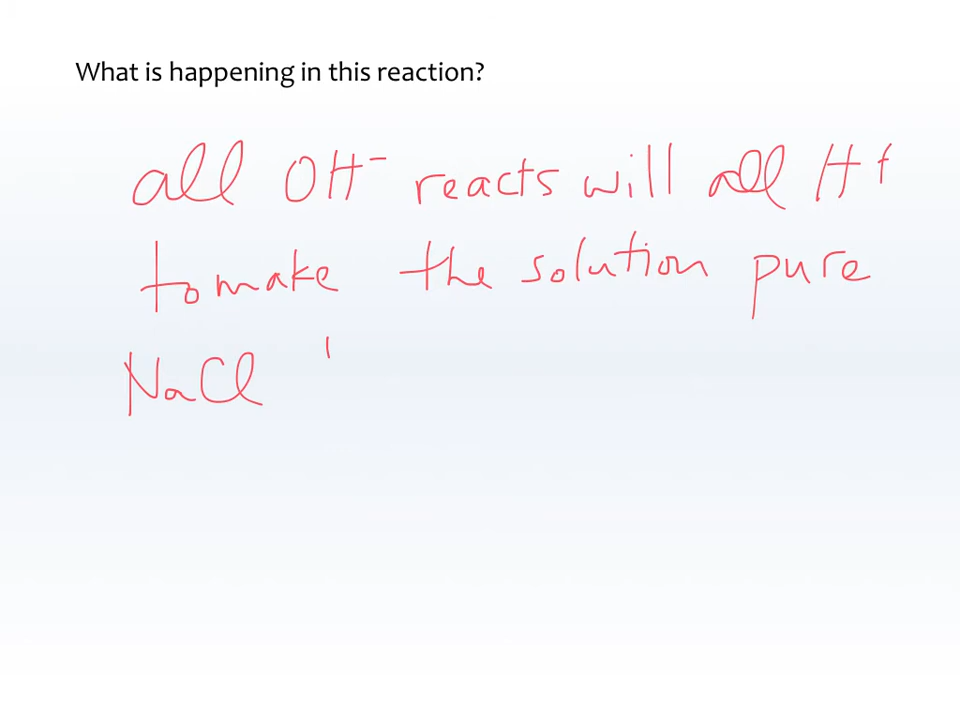 What is happening in this reaction?
all OH- reacts will all H+
to make the solution pure
NaCl